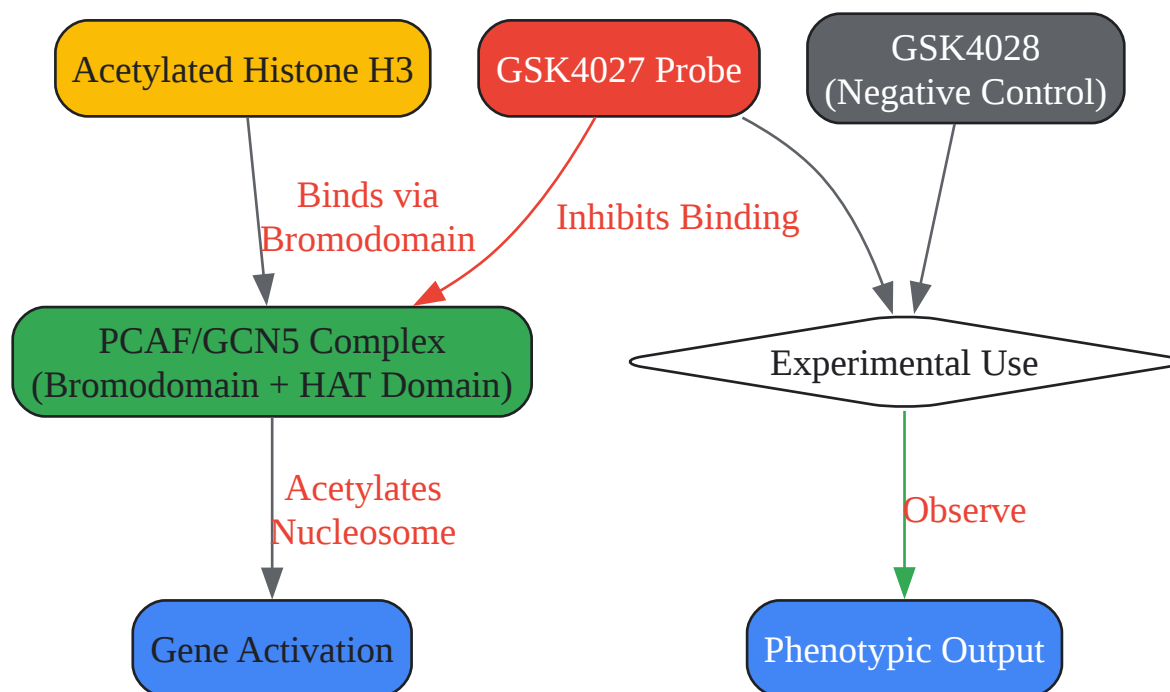 Acetylated Histone H3
GSK4027 Probe
GSK4028
(Negative Control)
Binds via
Bromodomain
Inhibits Binding
PCAF/GCN5 Complex
(Bromodomain + HAT Domain)
Experimental Use
Acetylates
Nucleosome
Observe
Gene Activation
Phenotypic Output